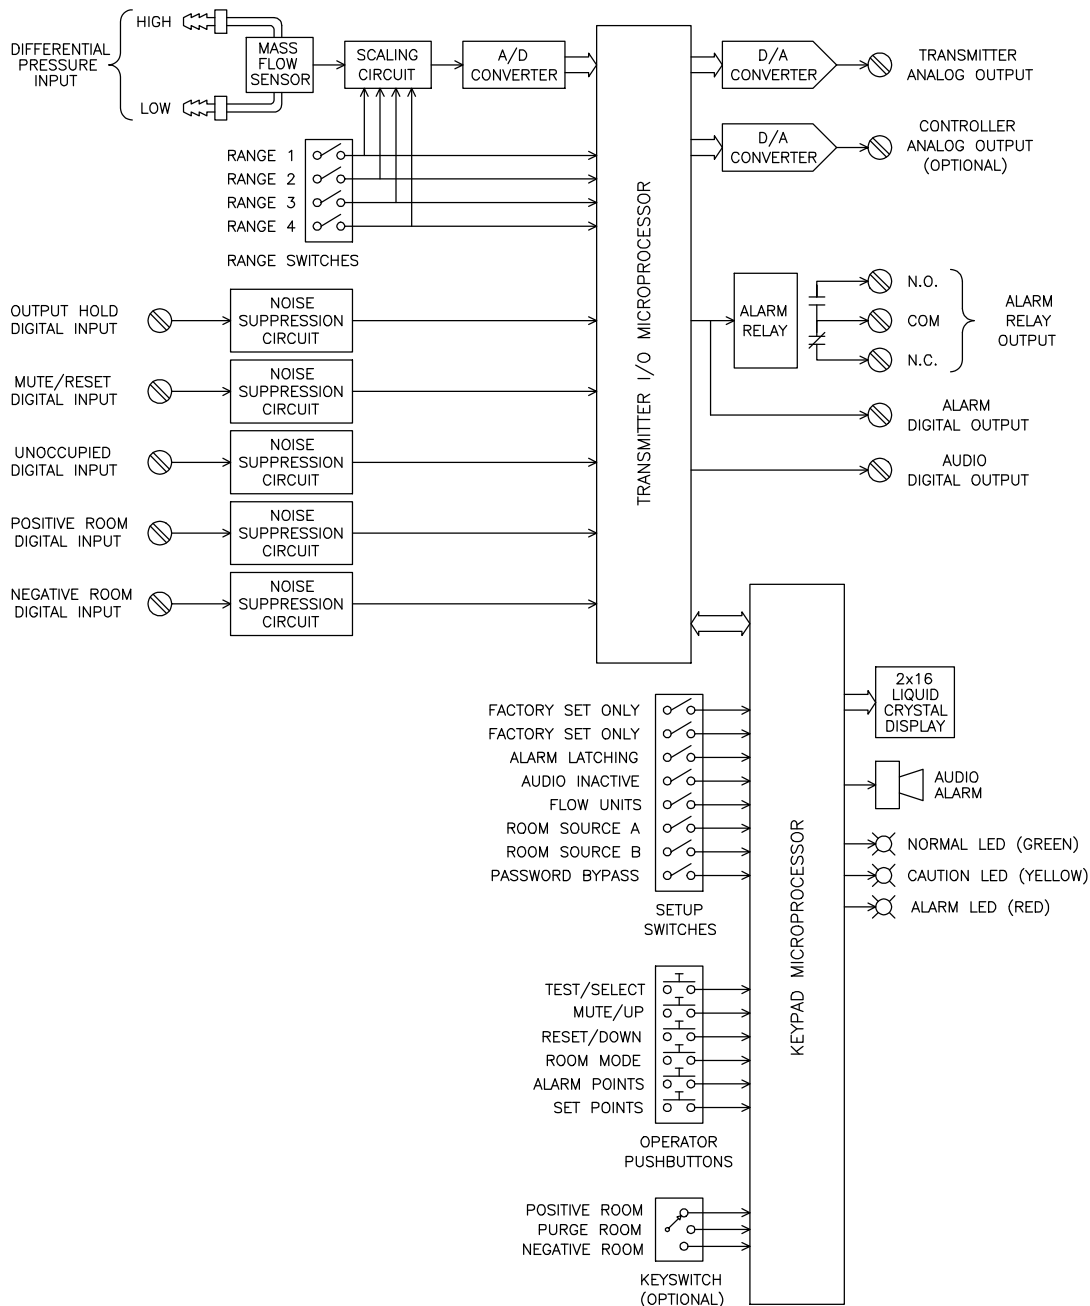 DIFFERENTIAL
PRESSURE
INPUT
HIGH
LOW
MASS
FLOW
SENSOR
SCALING
CIRCUIT
A/D
CONVERTER
D/A
CONVERTER
TRANSMITTER
ANALOG OUTPUT
D/A
CONVERTER
CONTROLLER
ANALOG OUTPUT
(OPTIONAL)
RANGE 1
RANGE 2
RANGE 3
RANGE 4
RANGE SWITCHES
TRANSMITTER I/O MICROPROCESSOR
OUTPUT HOLD
DIGITAL INPUT
NOISE
SUPPRESSION
CIRCUIT
MUTE/RESET
DIGITAL INPUT
NOISE
SUPPRESSION
CIRCUIT
UNOCCUPIED
DIGITAL INPUT
NOISE
SUPPRESSION
CIRCUIT
POSITIVE ROOM
DIGITAL INPUT
NOISE
SUPPRESSION
CIRCUIT
NEGATIVE ROOM
DIGITAL INPUT
NOISE
SUPPRESSION
CIRCUIT
ALARM
RELAY
N.O.
COM
N.C.
ALARM
RELAY
OUTPUT
ALARM
DIGITAL OUTPUT
AUDIO
DIGITAL OUTPUT
FACTORY SET ONLY
FACTORY SET ONLY
ALARM LATCHING
AUDIO INACTIVE
FLOW UNITS
ROOM SOURCE A
ROOM SOURCE B
PASSWORD BYPASS
SETUP
SWITCHES
KEYPAD MICROPROCESSOR
2x16
LIQUID
CRYSTAL
DISPLAY
AUDIO
ALARM
NORMAL LED (GREEN)
CAUTION LED (YELLOW)
ALARM LED (RED)
TEST/SELECT
MUTE/UP
RESET/DOWN
ROOM MODE
ALARM POINTS
SET POINTS
OPERATOR
PUSHBUTTONS
POSITIVE ROOM
PURGE ROOM
NEGATIVE ROOM
KEYSWITCH
(OPTIONAL)